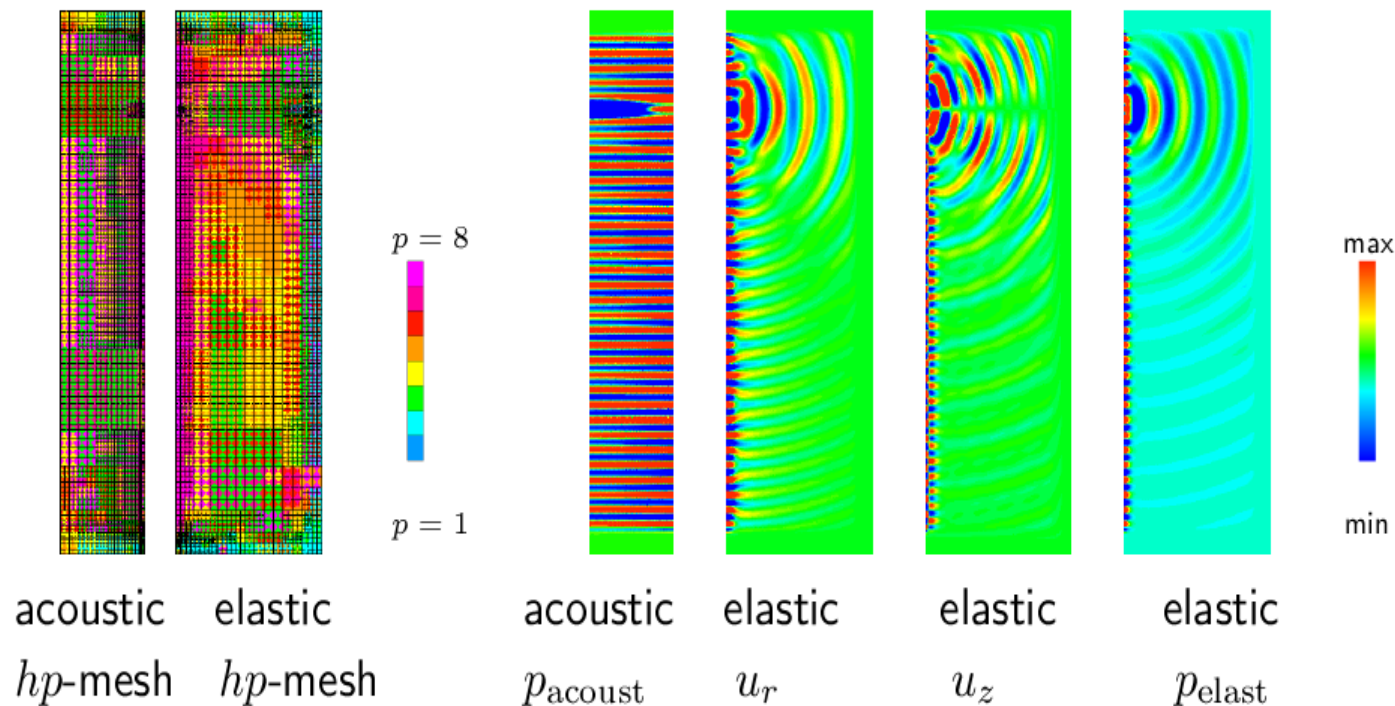 p = 8
max
p = 1
min
acoustic elastic acoustic elastic elastic elastic
hp-mesh hp-mesh p_acoust u_r u_z p_elast